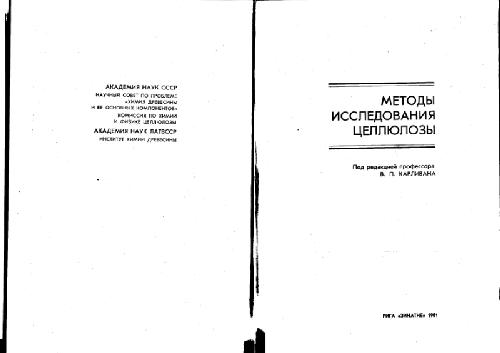 АКАДЕМИЯ НАУК СССР
НАУЧНЫЙ СОВЕТ ПО ПРОБЛЕМЕ
«ХИМИЯ ДРЕВЕСИНЫ
И ЕЕ ОСНОВНЫХ КОМПОНЕНТОВ»
КОМИССИЯ ПО ХИМИИ
И ФИЗИКЕ ЦЕЛЛЮЛОЗЫ
АКАДЕМИЯ НАУК ЛАТВССР
ИНСТИТУТ ХИМИИ ДРЕВЕСИНЫ
МЕТОДЫ
ИССЛЕДОВАНИЯ
ЦЕЛЛЮЛОЗЫ
Под редакцией профессора
В. П. КАРЛИВАНА
РИГА «ЗИНАТНЕ» 1981